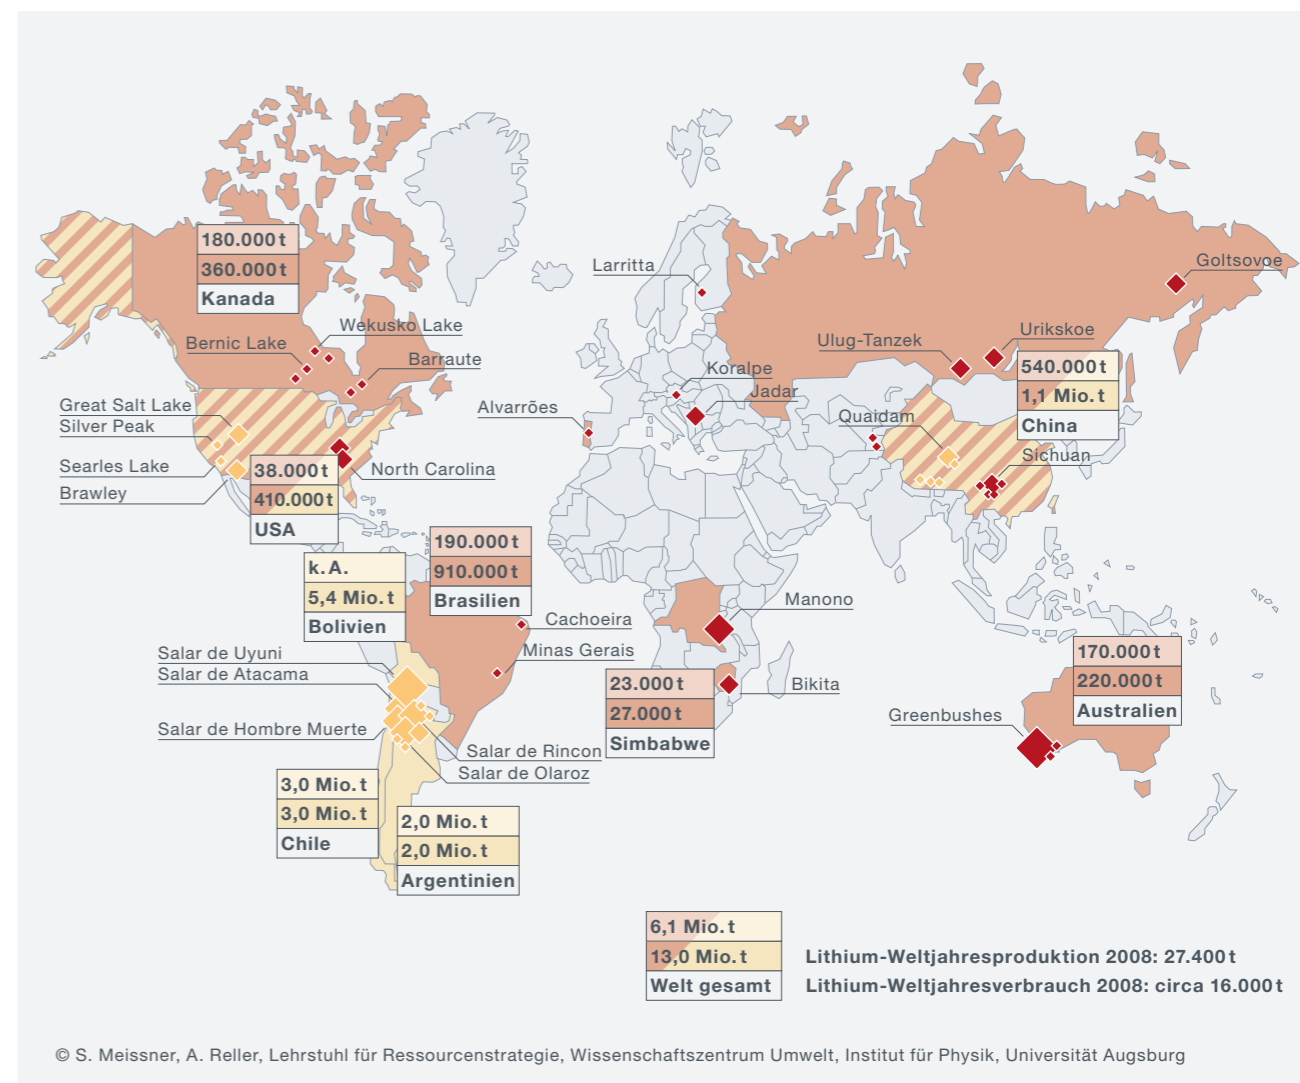 180.000 t
360.000 t
Kanada
Larritta
Goltsovoe
Wekusko Lake
Bernic Lake
Barraute
Ulug-Tanzek
Urikskoe
540.000 t
1,1 Mio. t
China
Koralpe
Jadar
Great Salt Lake
Silver Peak
Alvarrões
Quaidam
Searles Lake
Brawley
38.000 t
410.000 t
USA
North Carolina
Sichuan
k. A.
5,4 Mio. t
Bolivien
190.000 t
910.000 t
Brasilien
Cachoeira
Minas Gerais
Manono
Bikita
23.000 t
27.000 t
Simbabwe
170.000 t
220.000 t
Australien
Greenbushes
Salar de Uyuni
Salar de Atacama
Salar de Hombre Muerte
Salar de Rincon
Salar de Olaroz
3,0 Mio. t
3,0 Mio. t
Chile
2,0 Mio. t
2,0 Mio. t
Argentinien
6,1 Mio. t
13,0 Mio. t
Welt gesamt
Lithium-Weltjahresproduktion 2008: 27.400 t
Lithium-Weltjahresverbrauch 2008: circa 16.000 t
© S. Meissner, A. Reller, Lehrstuhl für Ressourcenstrategie, Wissenschaftszentrum Umwelt, Institut für Physik, Universität Augsburg